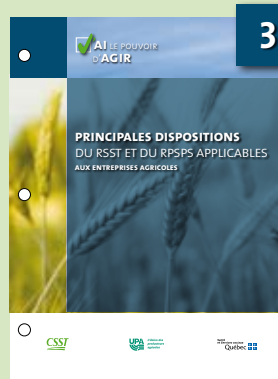 3
AI LE POUVOIR
D'AGIR
PRINCIPALES DISPOSITIONS
DU RSST ET DU RPSPS APPLICABLES
AUX ENTREPRISES AGRICOLES
CSST
UPA
Québec